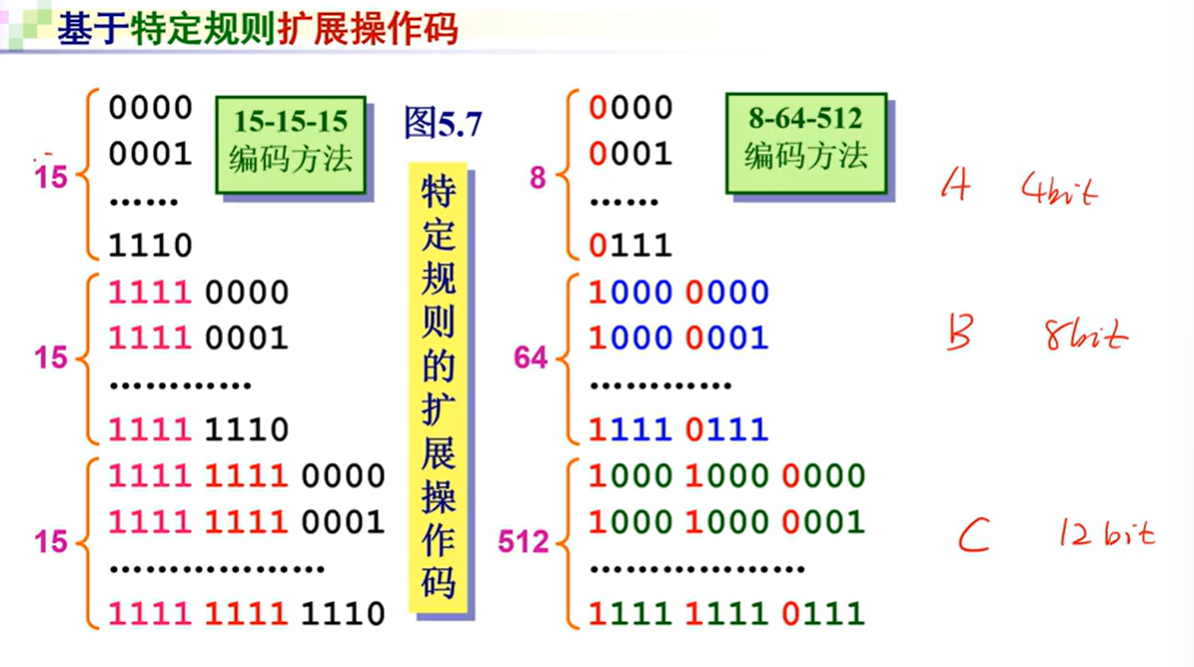 基于特定规则扩展操作码
15-15-15
编码方法
15
0000
0001
……
1110
15
1111 0000
1111 0001
…………
1111 1110
15
1111 1111 0000
1111 1111 0001
………………
1111 1111 1110
图5.7
特定规则的扩展操作码
8-64-512
编码方法
8
0000
0001
……
0111
64
1000 0000
1000 0001
…………
1111 0111
512
1000 1000 0000
1000 1000 0001
………………
1111 1111 0111
A 4bit
B 8bit
C 12bit